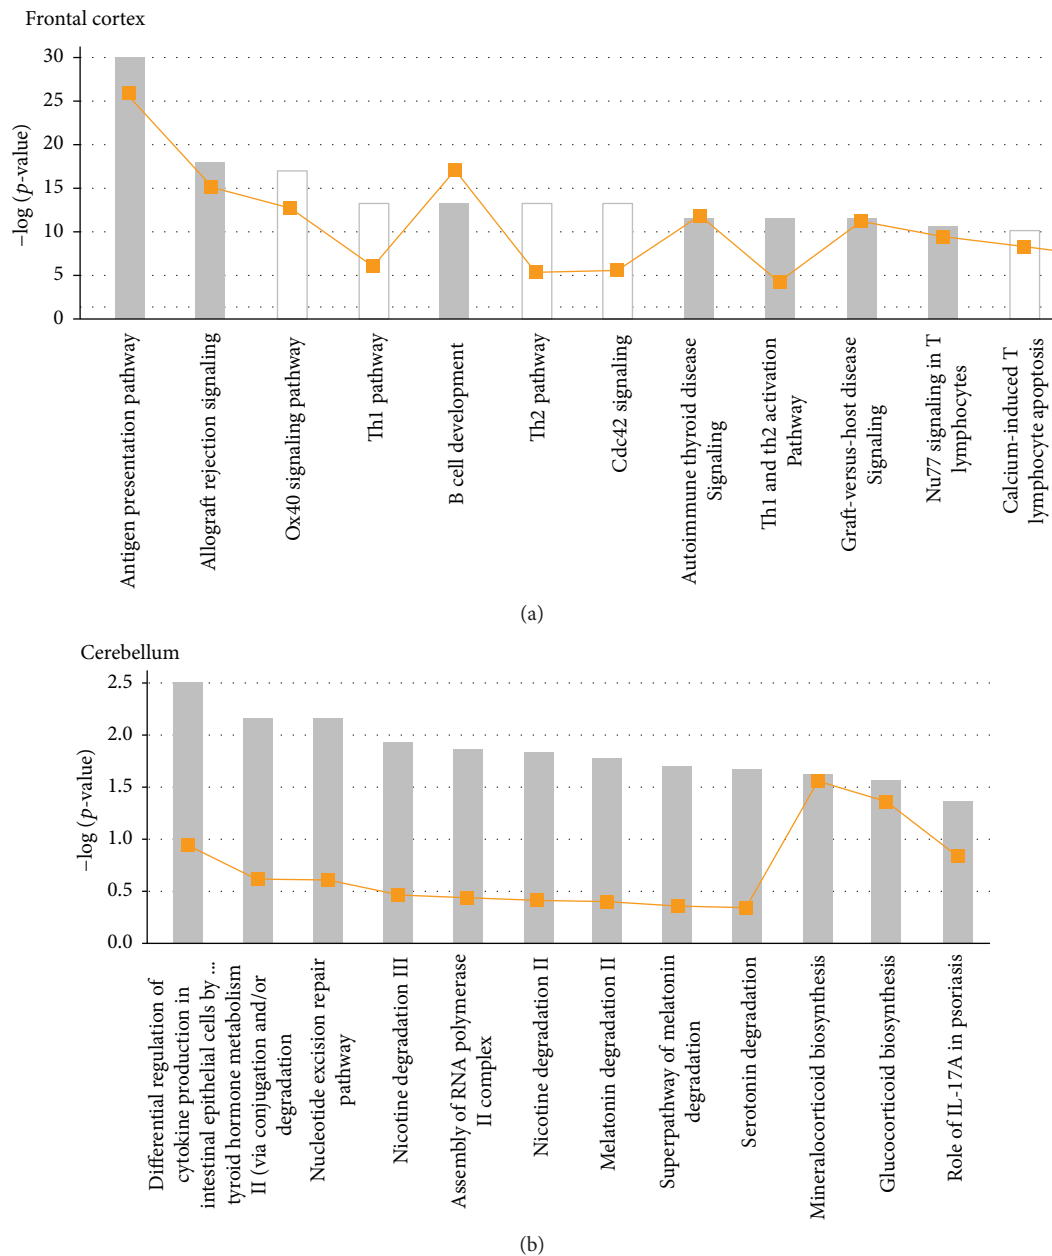 Frontal cortex
30
25
20
15
10
5
0
−log (p-value)
Antigen presentation pathway
Allograft rejection signaling
Ox40 signaling pathway
Th1 pathway
B cell development
Th2 pathway
Cdc42 signaling
Autoimmune thyroid disease
Signaling
Th1 and th2 activation
Pathway
Graft-versus-host disease
Signaling
Nu77 signaling in T
lymphocytes
Calcium-induced T
lymphocyte apoptosis
(a)
Cerebellum
2.5
2.0
1.5
1.0
0.5
0.0
−log (p-value)
Differential regulation of
cytokine production in
intestinal epithelial cells by ...
tyroid hormone metabolism
II (via conjugation and/or
degradation
Nucleotide excision repair
pathway
Nicotine degradation III
Assembly of RNA polymerase
II complex
Nicotine degradation II
Melatonin degradation II
Superpathway of melatonin
degradation
Serotonin degradation
Mineralocorticoid biosynthesis
Glucocorticoid biosynthesis
Role of IL-17A in psoriasis
(b)